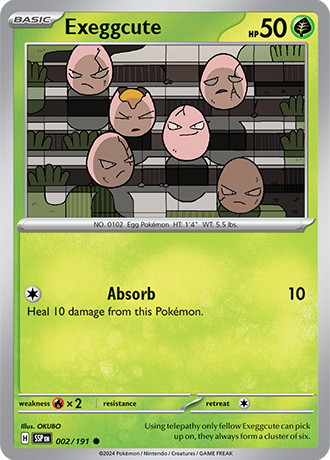 BASIC
Exeggcute
HP 50
NO. 0102 Egg Pokémon HT: 1'4" WT: 5.5 lbs.
Absorb 10
Heal 10 damage from this Pokémon.
weakness × 2 resistance retreat
Illus. OKUBO
Using telepathy only fellow Exeggcute can pick
up on, they always form a cluster of six.
H SSP EN 002/191
©2024 Pokémon / Nintendo / Creatures / GAME FREAK